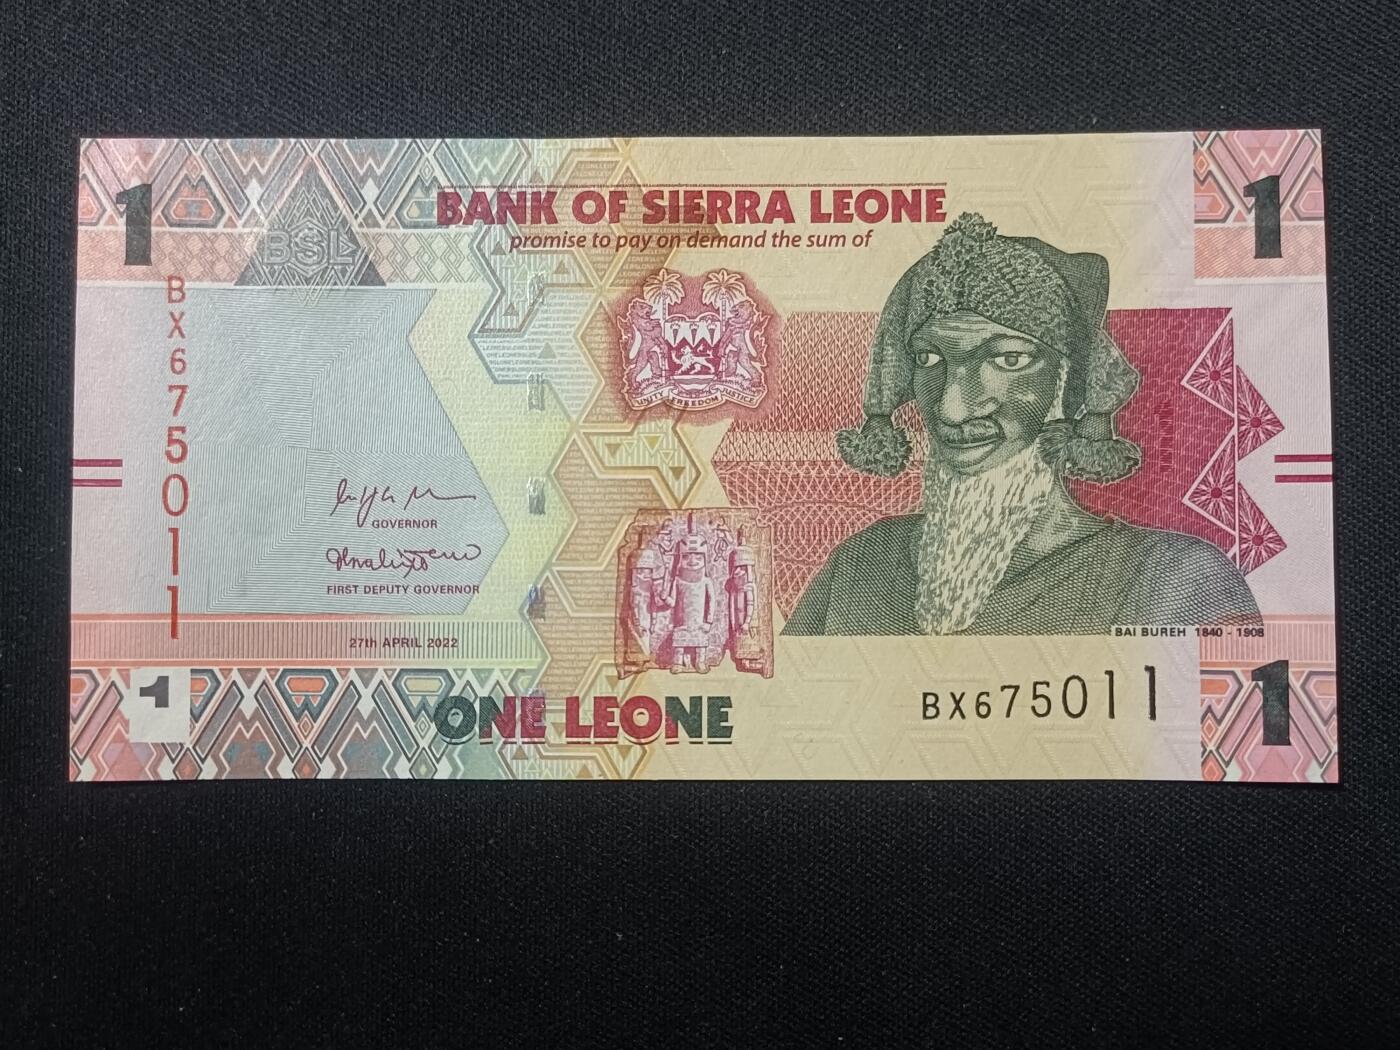 1
1
BANK OF SIERRA LEONE
promise to pay on demand the sum of
BSL
BX675011
UNITY FREEDOM JUSTICE
GOVERNOR
FIRST DEPUTY GOVERNOR
27th APRIL 2022
BAI BUREH 1840 - 1908
1
ONE LEONE
BX675011
1